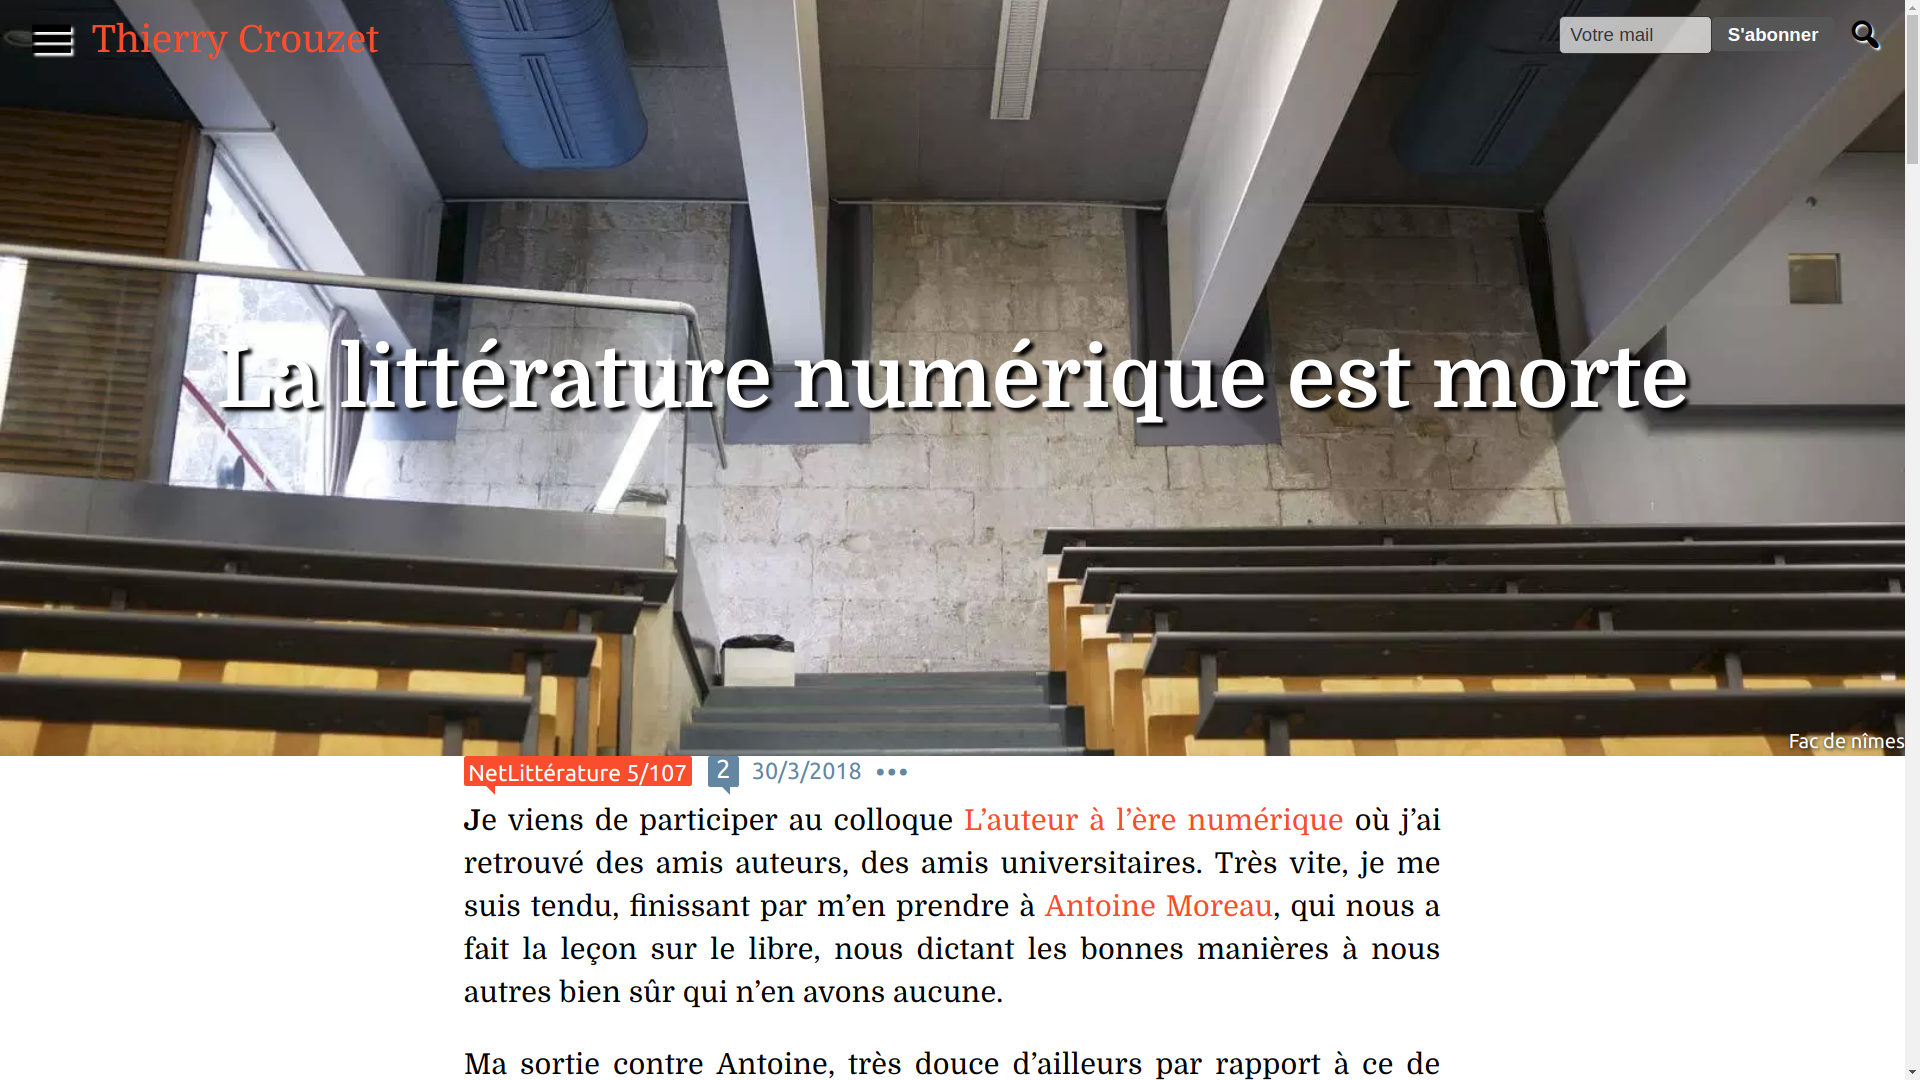 Thierry Crouzet
Votre mail
S'abonner
La littérature numérique est morte
Fac de nîmes
NetLittérature 5/107
2
30/3/2018
Je viens de participer au colloque L’auteur à l’ère numérique où j’ai
retrouvé des amis auteurs, des amis universitaires. Très vite, je me
suis tendu, finissant par m’en prendre à Antoine Moreau, qui nous a
fait la leçon sur le libre, nous dictant les bonnes manières à nous
autres bien sûr qui n’en avons aucune.
Ma sortie contre Antoine, très douce d’ailleurs par rapport à ce de